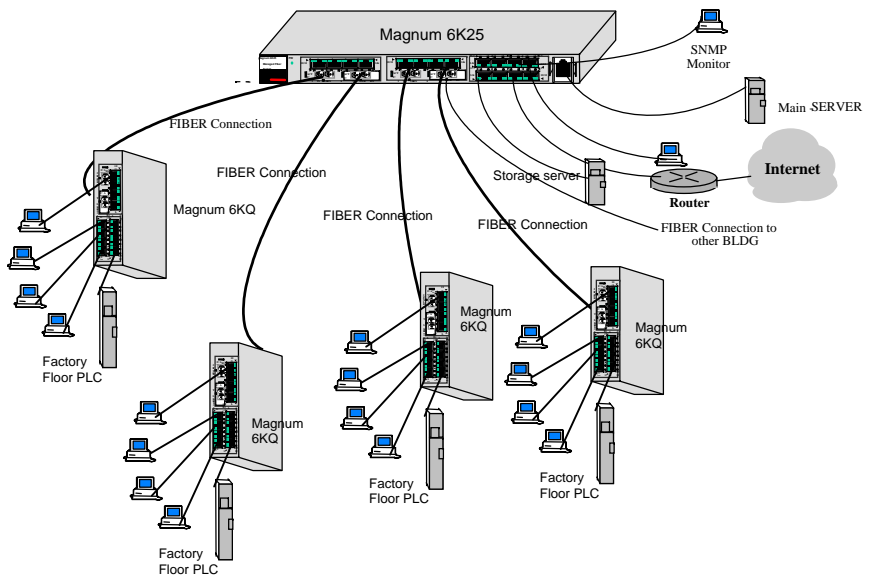 Magnum 6K25
SNMP
Monitor
Main -SERVER
FIBER Connection
FIBER Connection
Storage server
Internet
Router
Magnum 6KQ
FIBER Connection
FIBER Connection
FIBER Connection to
other BLDG
Magnum
6KQ
Magnum
6KQ
Factory
Floor PLC
Magnum
6KQ
Factory
Floor PLC
Factory
Floor PLC
Factory
Floor PLC